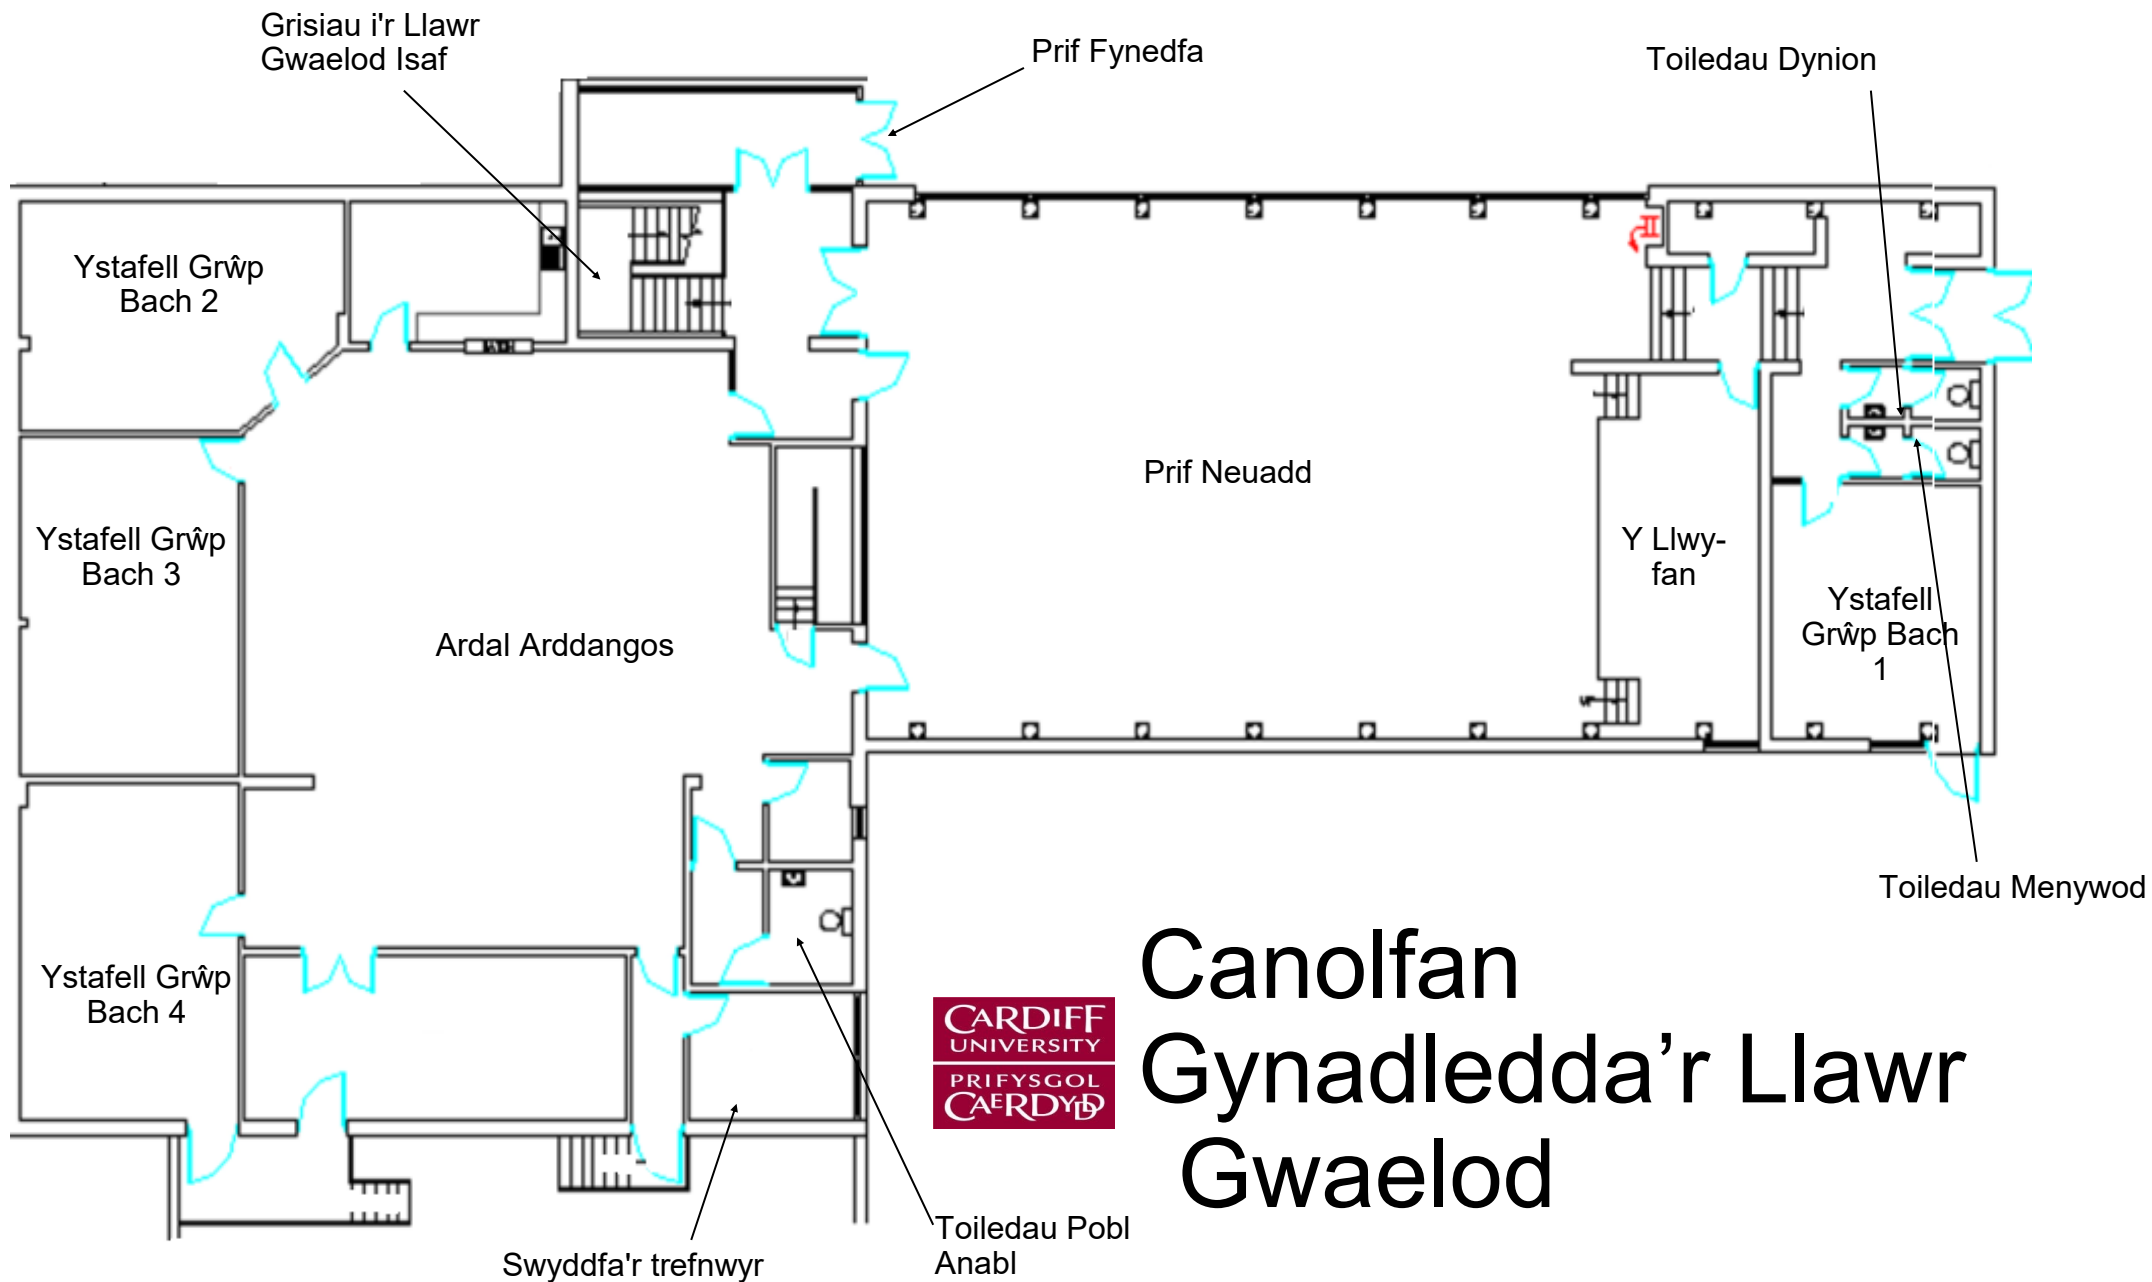 Grisiau i'r Llawr
Gwaelod Isaf
Prif Fynedfa
Toiledau Dynion
Ystafell Grŵp
Bach 2
Prif Neuadd
Ystafell Grŵp
Bach 3
Y Llwy-
fan
Ystafell
Grŵp Bach
1
Ardal Arddangos
Toiledau Menywod
Ystafell Grŵp
Bach 4
CARDIFF
UNIVERSITY
PRIFYSGOL
CAERDYDD
Canolfan
Gynadledda’r Llawr
Gwaelod
Toiledau Pobl
Anabl
Swyddfa'r trefnwyr